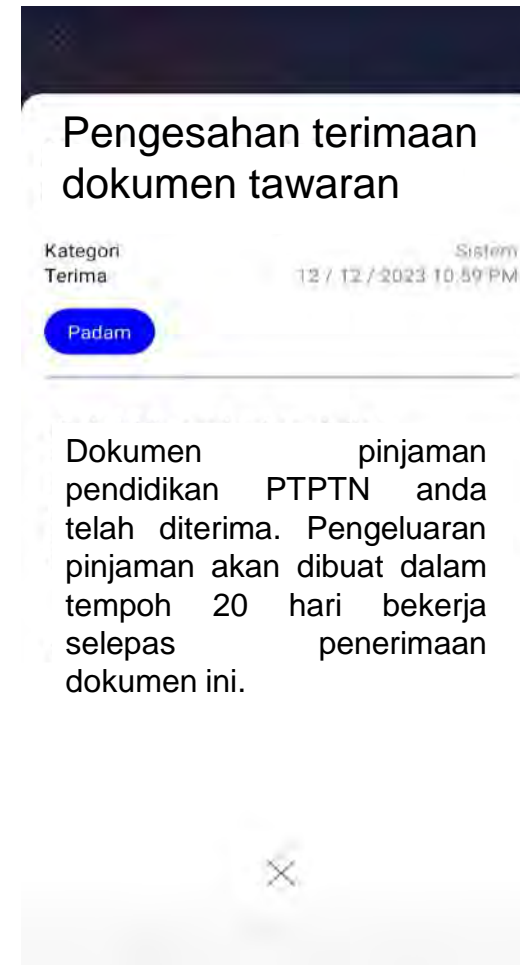 Pengesahan terimaan
dokumen tawaran
Kategori Sistem
Terima 12 / 12 / 2023 10.59 PM
Padam
Dokumen pinjaman
pendidikan PTPTN anda
telah diterima. Pengeluaran
pinjaman akan dibuat dalam
tempoh 20 hari bekerja
selepas penerimaan
dokumen ini.